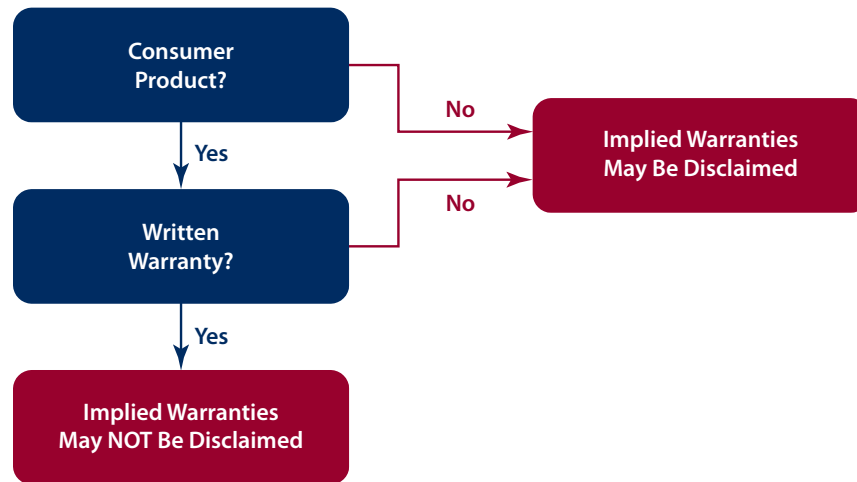 Consumer
Product?
No
Implied Warranties
May Be Disclaimed
Yes
Written
Warranty?
No
Yes
Implied Warranties
May NOT Be Disclaimed